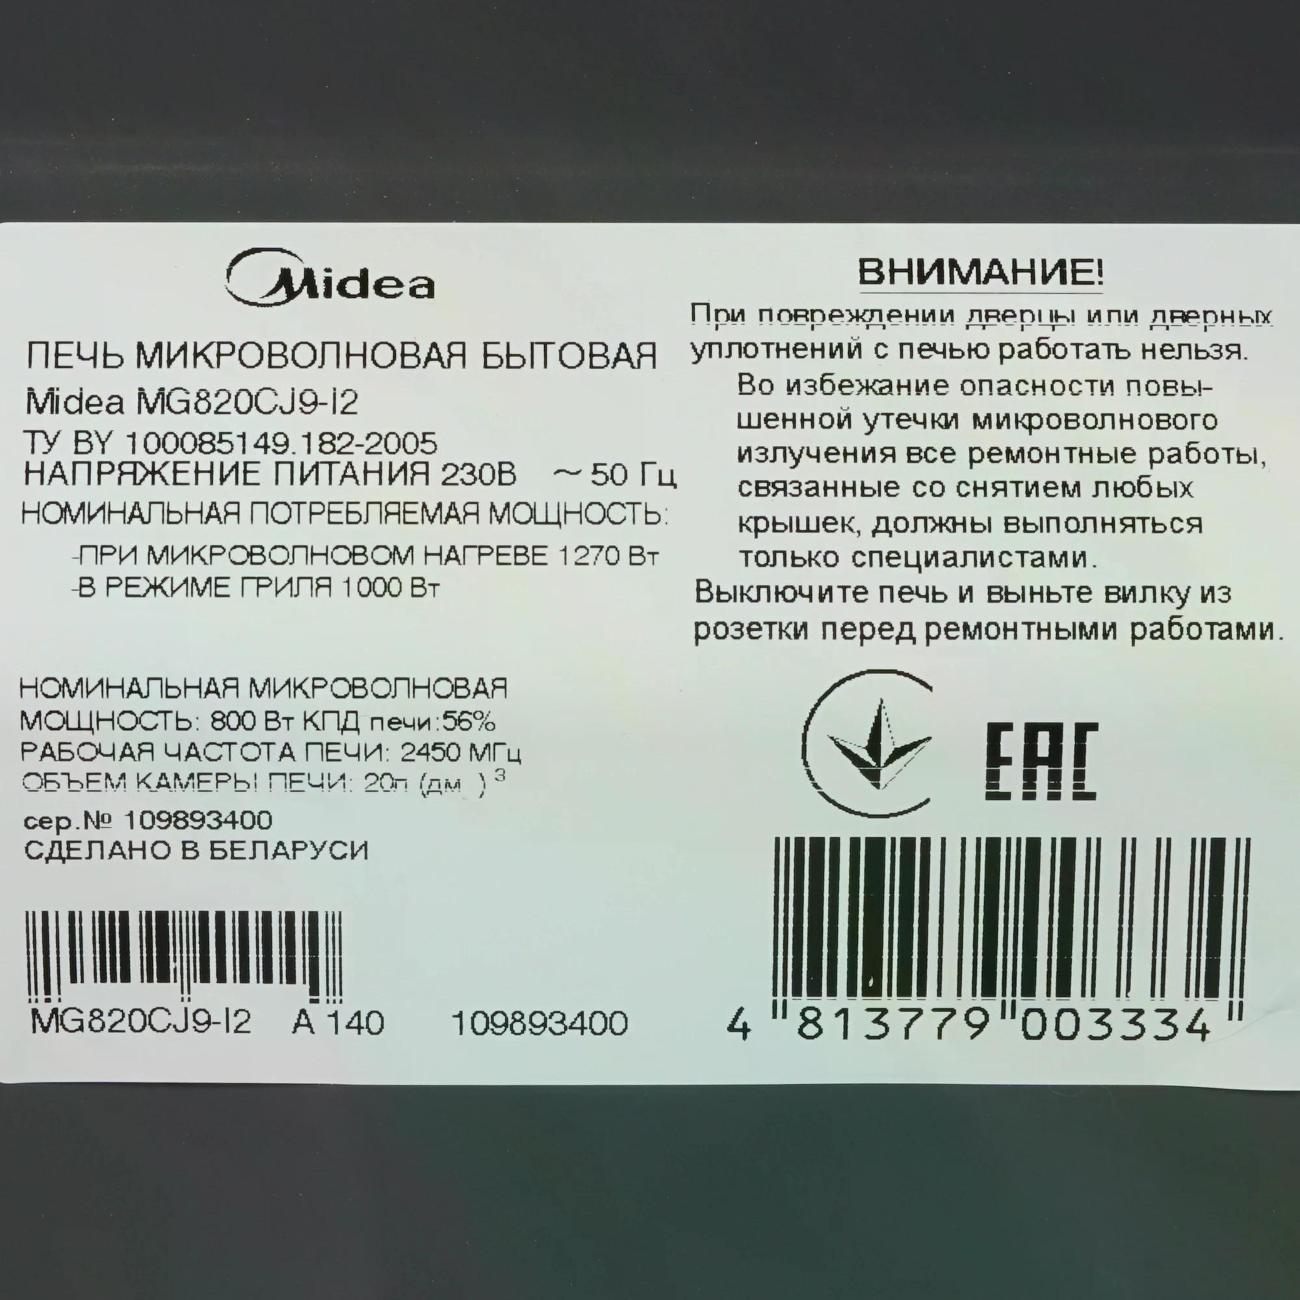 Midea
ПЕЧЬ МИКРОВОЛНОВАЯ БЫТОВАЯ
Midea MG820CJ9-I2
ТУ BY 100085149.182-2005
НАПРЯЖЕНИЕ ПИТАНИЯ 230В ~ 50 Гц
НОМИНАЛЬНАЯ ПОТРЕБЛЯЕМАЯ МОЩНОСТЬ:
-ПРИ МИКРОВОЛНОВОМ НАГРЕВЕ 1270 Вт
-В РЕЖИМЕ ГРИЛЯ 1000 Вт
НОМИНАЛЬНАЯ МИКРОВОЛНОВАЯ
МОЩНОСТЬ: 800 Вт КПД печи:56%
РАБОЧАЯ ЧАСТОТА ПЕЧИ: 2450 МГц
ОБЪЕМ КАМЕРЫ ПЕЧИ: 20л (дм )³
сер.№ 109893400
СДЕЛАНО В БЕЛАРУСИ
MG820CJ9-I2 A 140 109893400
ВНИМАНИЕ!
При повреждении дверцы или дверных
уплотнений с печью работать нельзя.
Во избежание опасности повы-
шенной утечки микроволнового
излучения все ремонтные работы,
связанные со снятием любых
крышек, должны выполняться
только специалистами.
Выключите печь и выньте вилку из
розетки перед ремонтными работами.
EAC
4 "813779"003334"